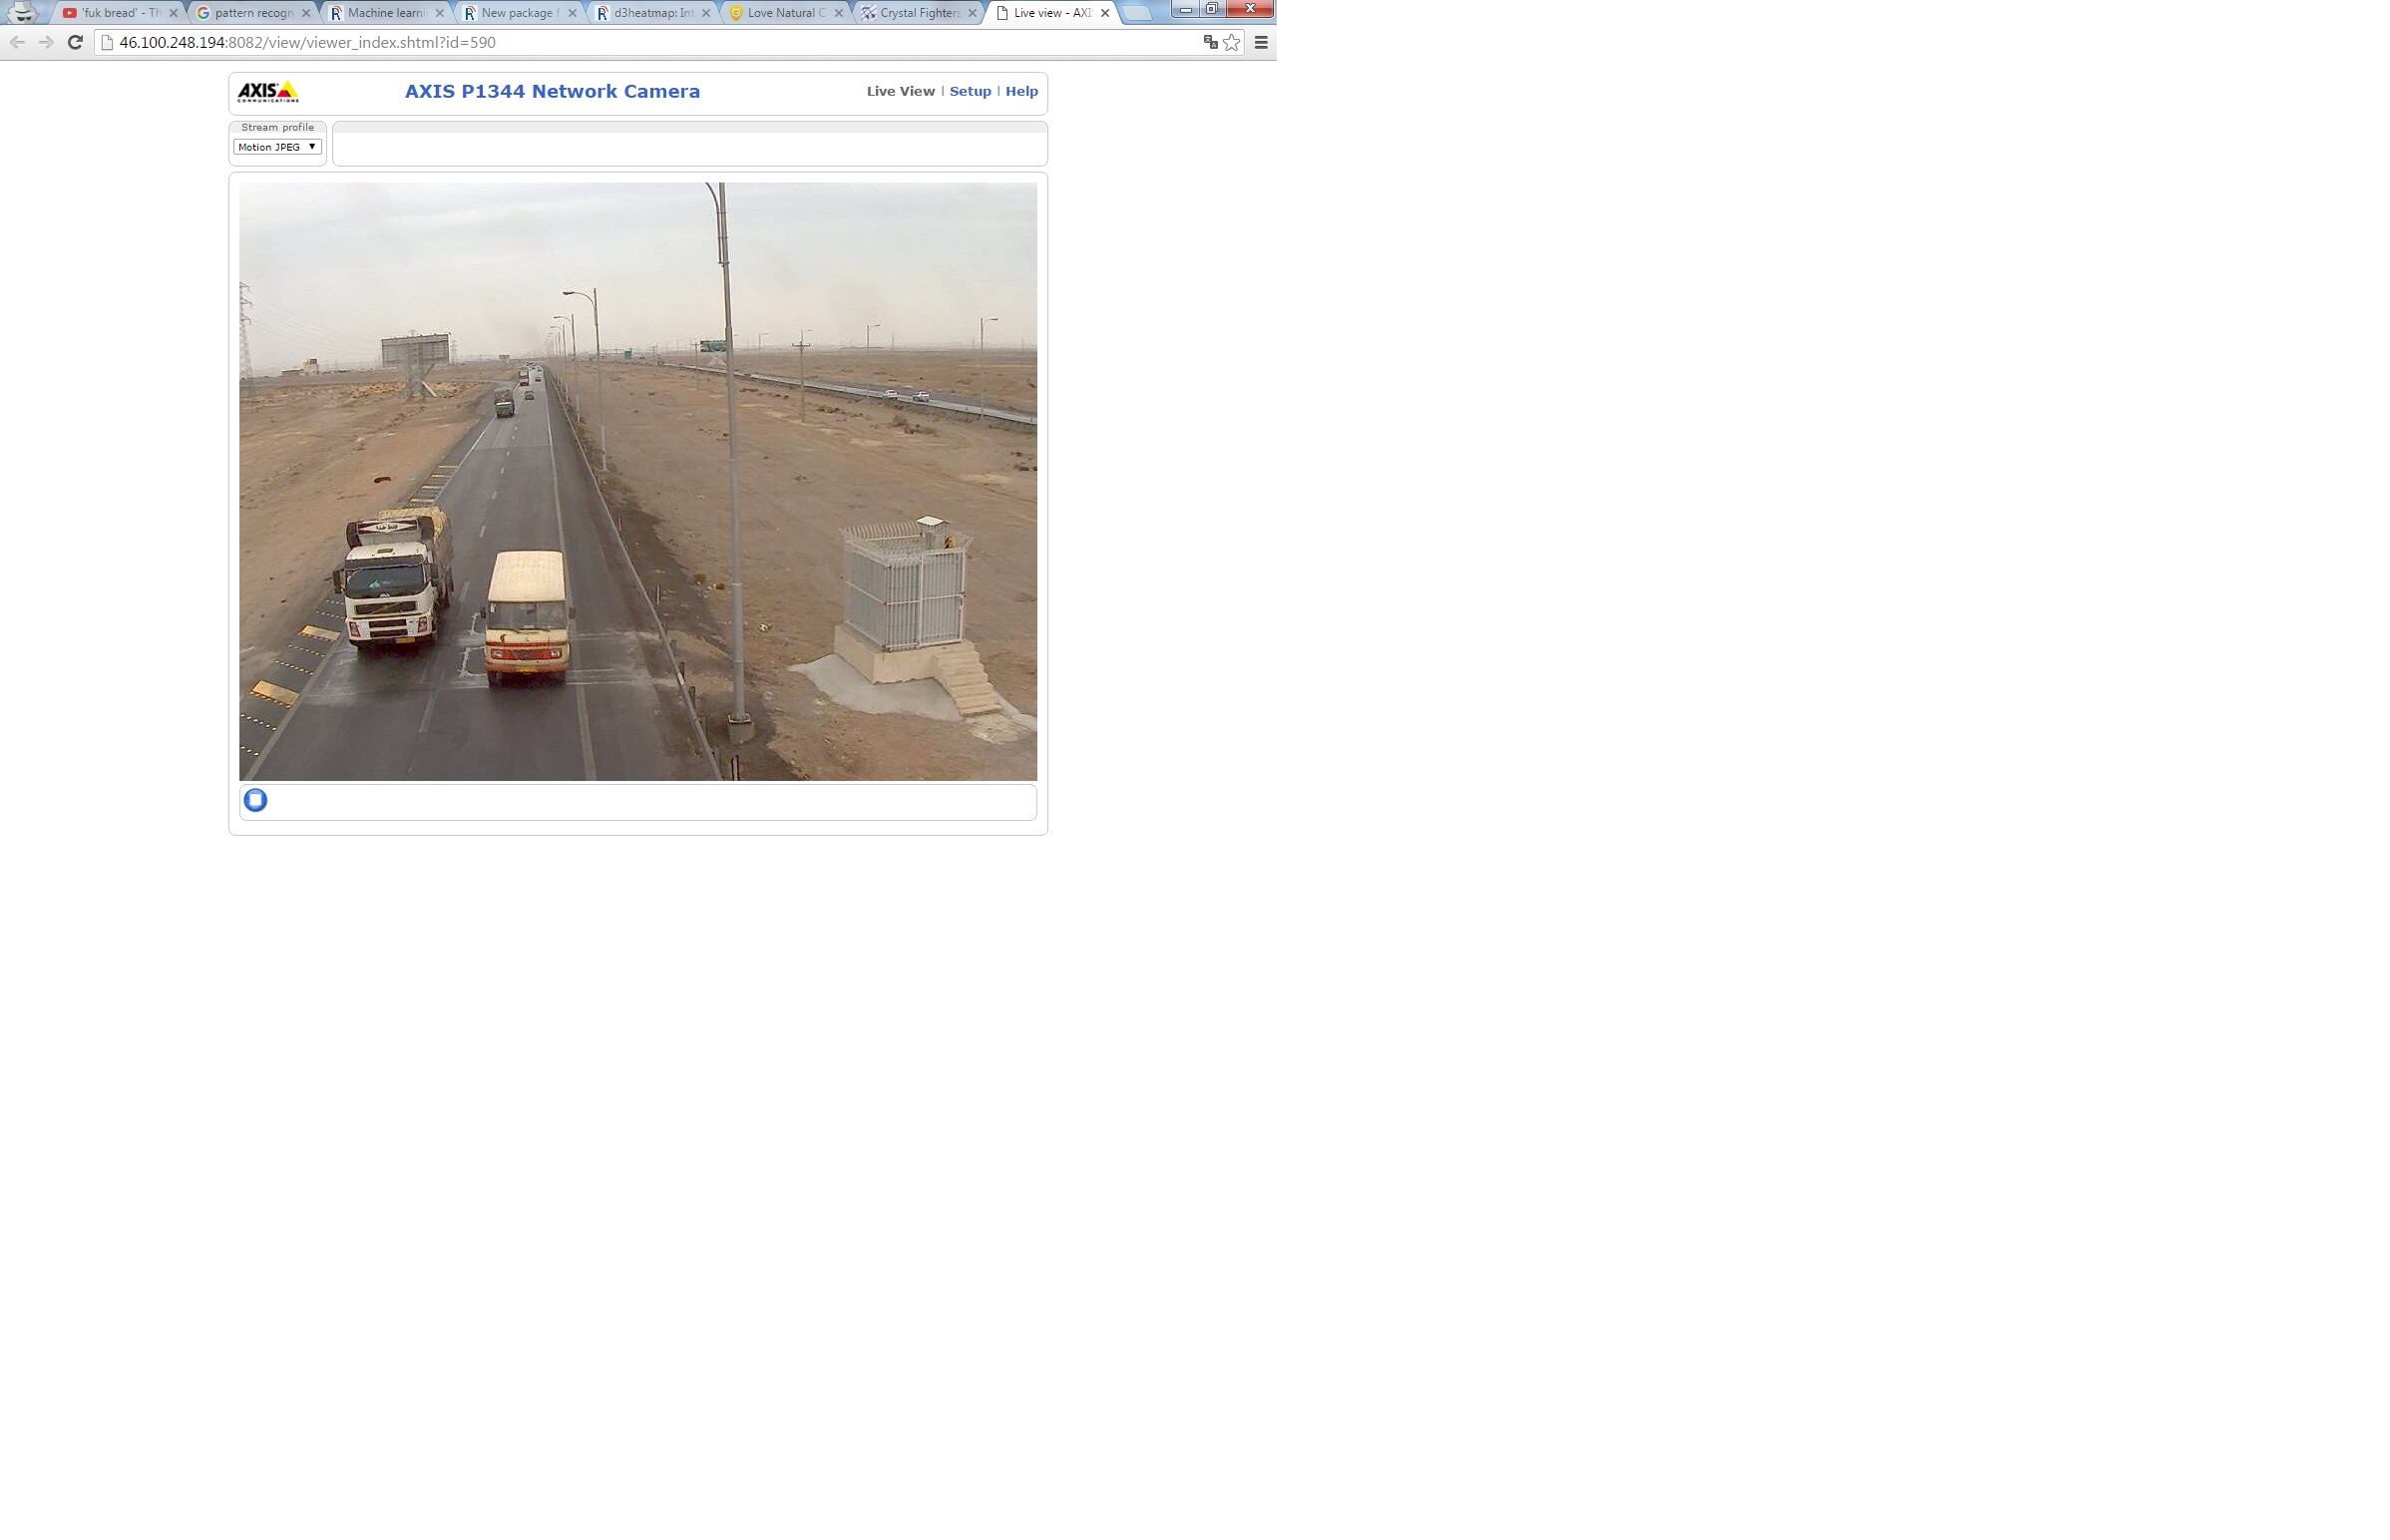 'fuk bread' - Th
pattern recogn
Machine learni
New package f
d3heatmap: Int
Love Natural C
Crystal Fighters
Live view - AXI
46.100.248.194:8082/view/viewer_index.shtml?id=590
AXIS
COMMUNICATIONS
AXIS P1344 Network Camera
Live View | Setup | Help
Stream profile
Motion JPEG